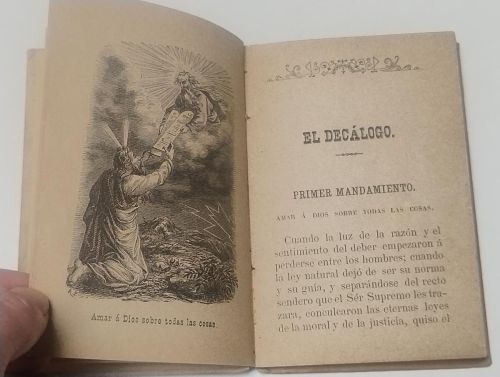 Amar á Dios sobre todas las cosas.
EL DECÁLOGO.
PRIMER MANDAMIENTO.
AMAR Á DIOS SOBRE TODAS LAS COSAS.
Cuando la luz de la razón y el
sentimiento del deber empezaron á
perderse entre los hombres; cuando
la ley natural dejó de ser su norma
y su guía, y separándose del recto
sendero que el Sér Supremo les tra-
zara, conculcaron las eternas leyes
de la moral y de la justicia, quiso el